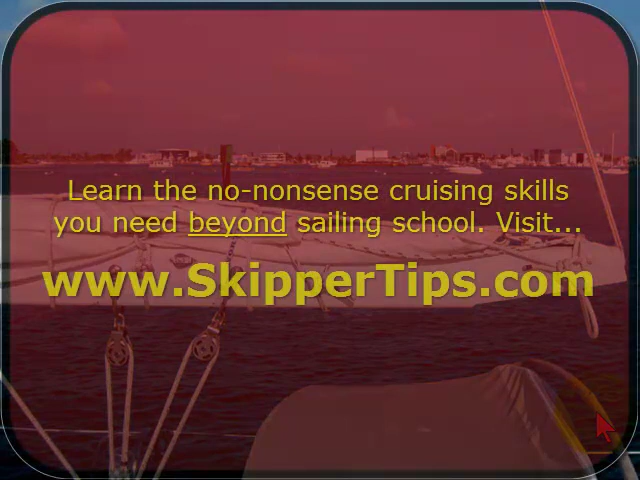 Learn the no-nonsense cruising skills
you need beyond sailing school. Visit...
www.SkipperTips.com